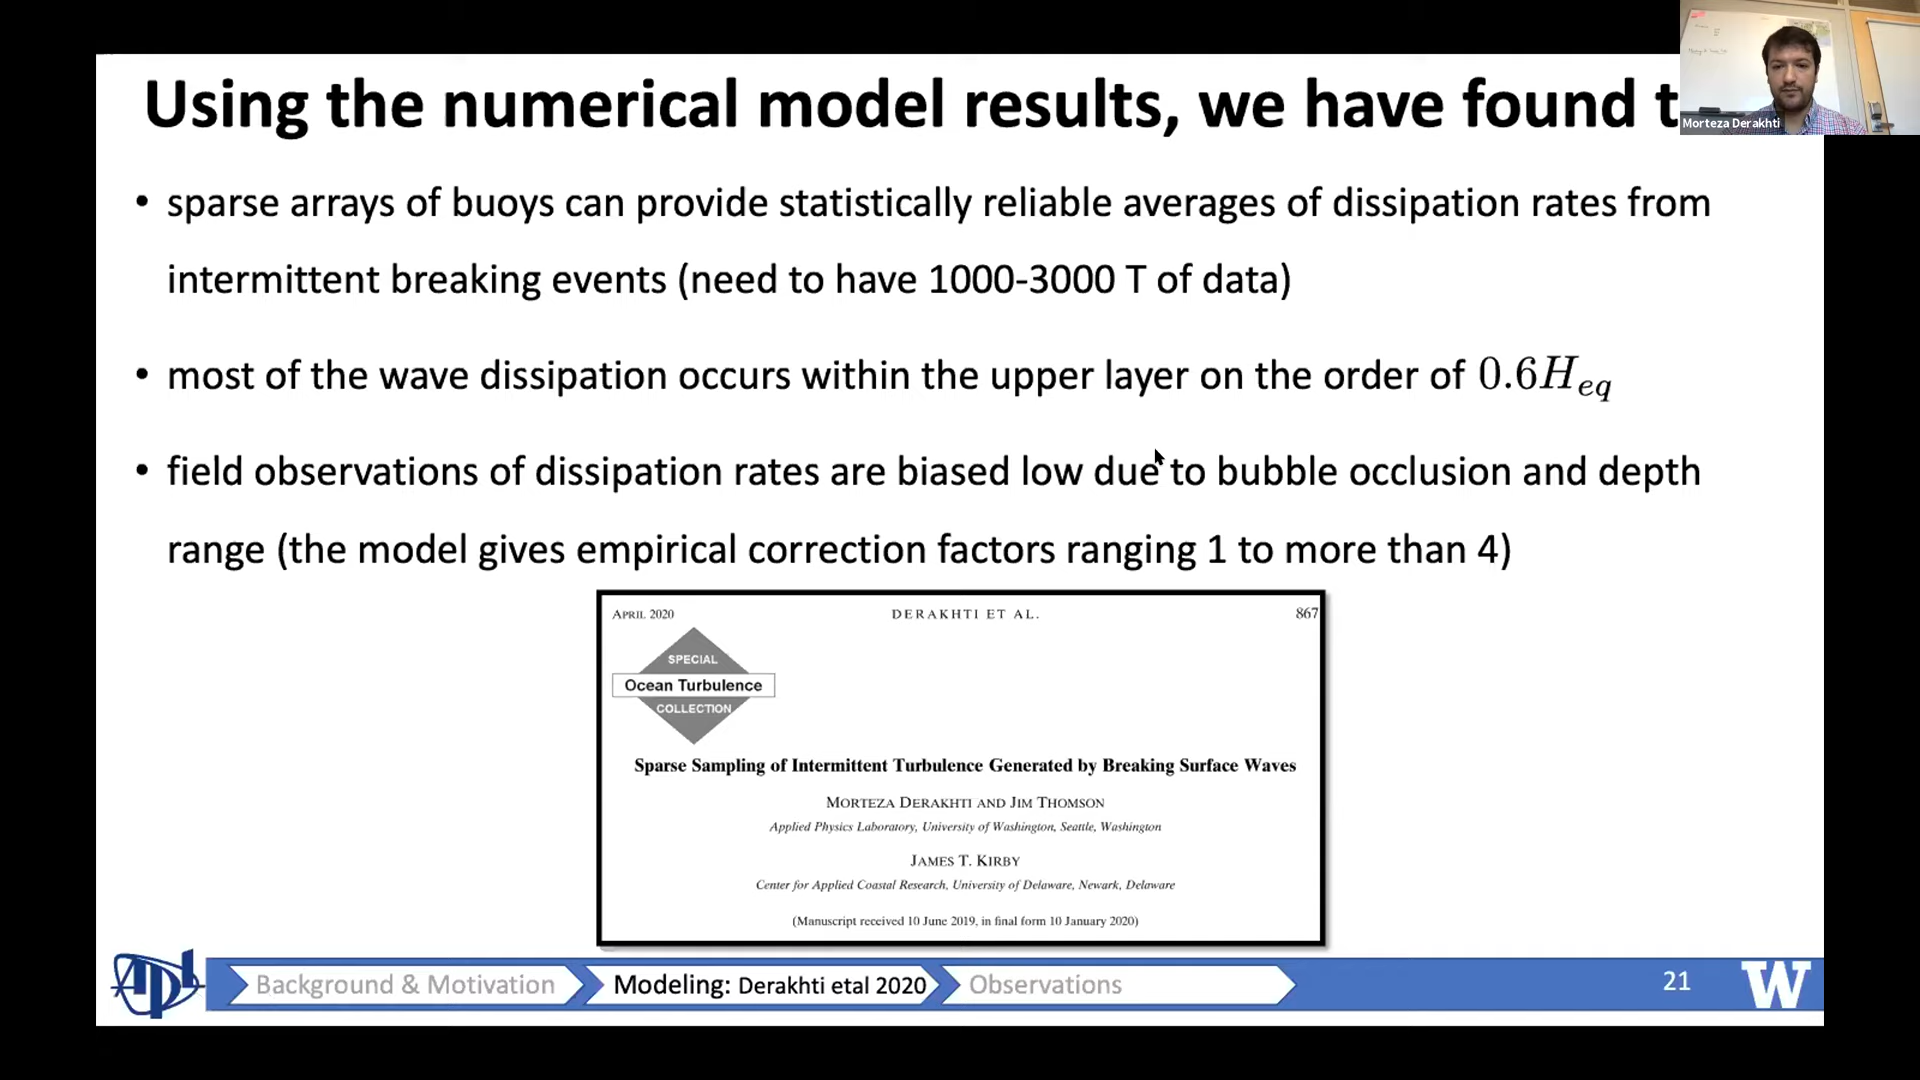 Using the numerical model results, we have found t
Morteza Derakhti
• sparse arrays of buoys can provide statistically reliable averages of dissipation rates from
intermittent breaking events (need to have 1000-3000 T of data)
• most of the wave dissipation occurs within the upper layer on the order of 0.6H_{eq}
• field observations of dissipation rates are biased low due to bubble occlusion and depth
range (the model gives empirical correction factors ranging 1 to more than 4)
APRIL 2020 DERAKHTI ET AL. 867
SPECIAL
Ocean Turbulence
COLLECTION
Sparse Sampling of Intermittent Turbulence Generated by Breaking Surface Waves
MORTEZA DERAKHTI AND JIM THOMSON
Applied Physics Laboratory, University of Washington, Seattle, Washington
JAMES T. KIRBY
Center for Applied Coastal Research, University of Delaware, Newark, Delaware
(Manuscript received 10 June 2019, in final form 10 January 2020)
APL Background & Motivation Modeling: Derakhti etal 2020 Observations 21 W